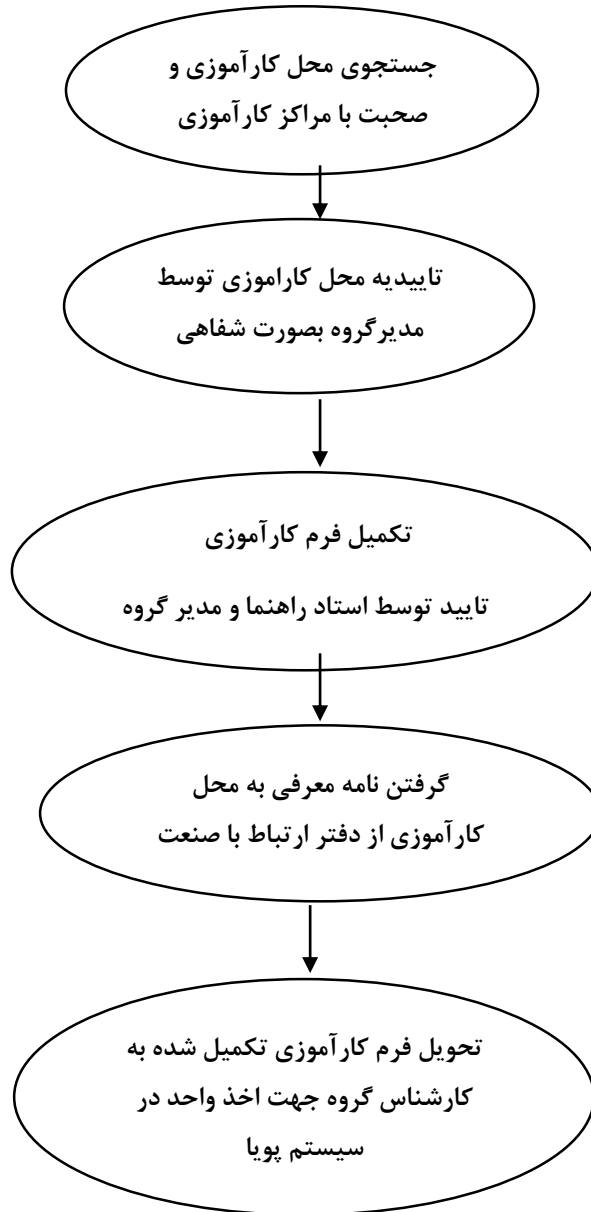 جستجوی محل کارآموزی و
صحبت با مراکز کارآموزی
تاییدیه محل کاراموزی توسط
مدیرگروه بصورت شفاهی
تکمیل فرم کارآموزی
تایید توسط استاد راهنما و مدیر گروه
گرفتن نامه معرفی به محل
کارآموزی از دفتر ارتباط با صنعت
تحویل فرم کارآموزی تکمیل شده به
کارشناس گروه جهت اخذ واحد در
سیستم پویا